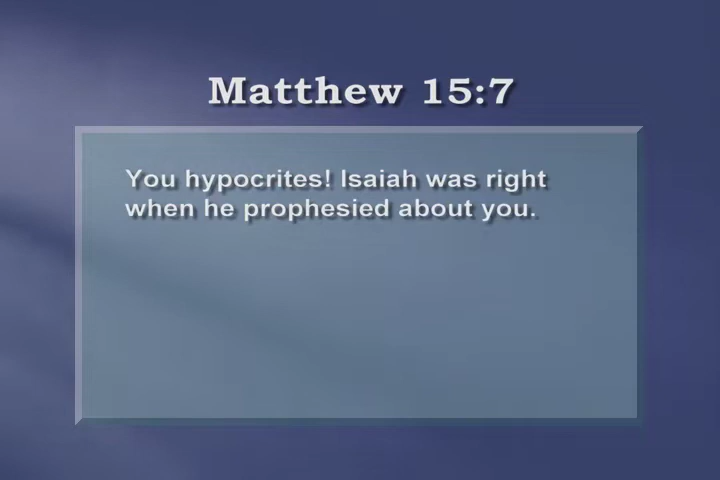 Matthew 15:7
You hypocrites! Isaiah was right
when he prophesied about you.